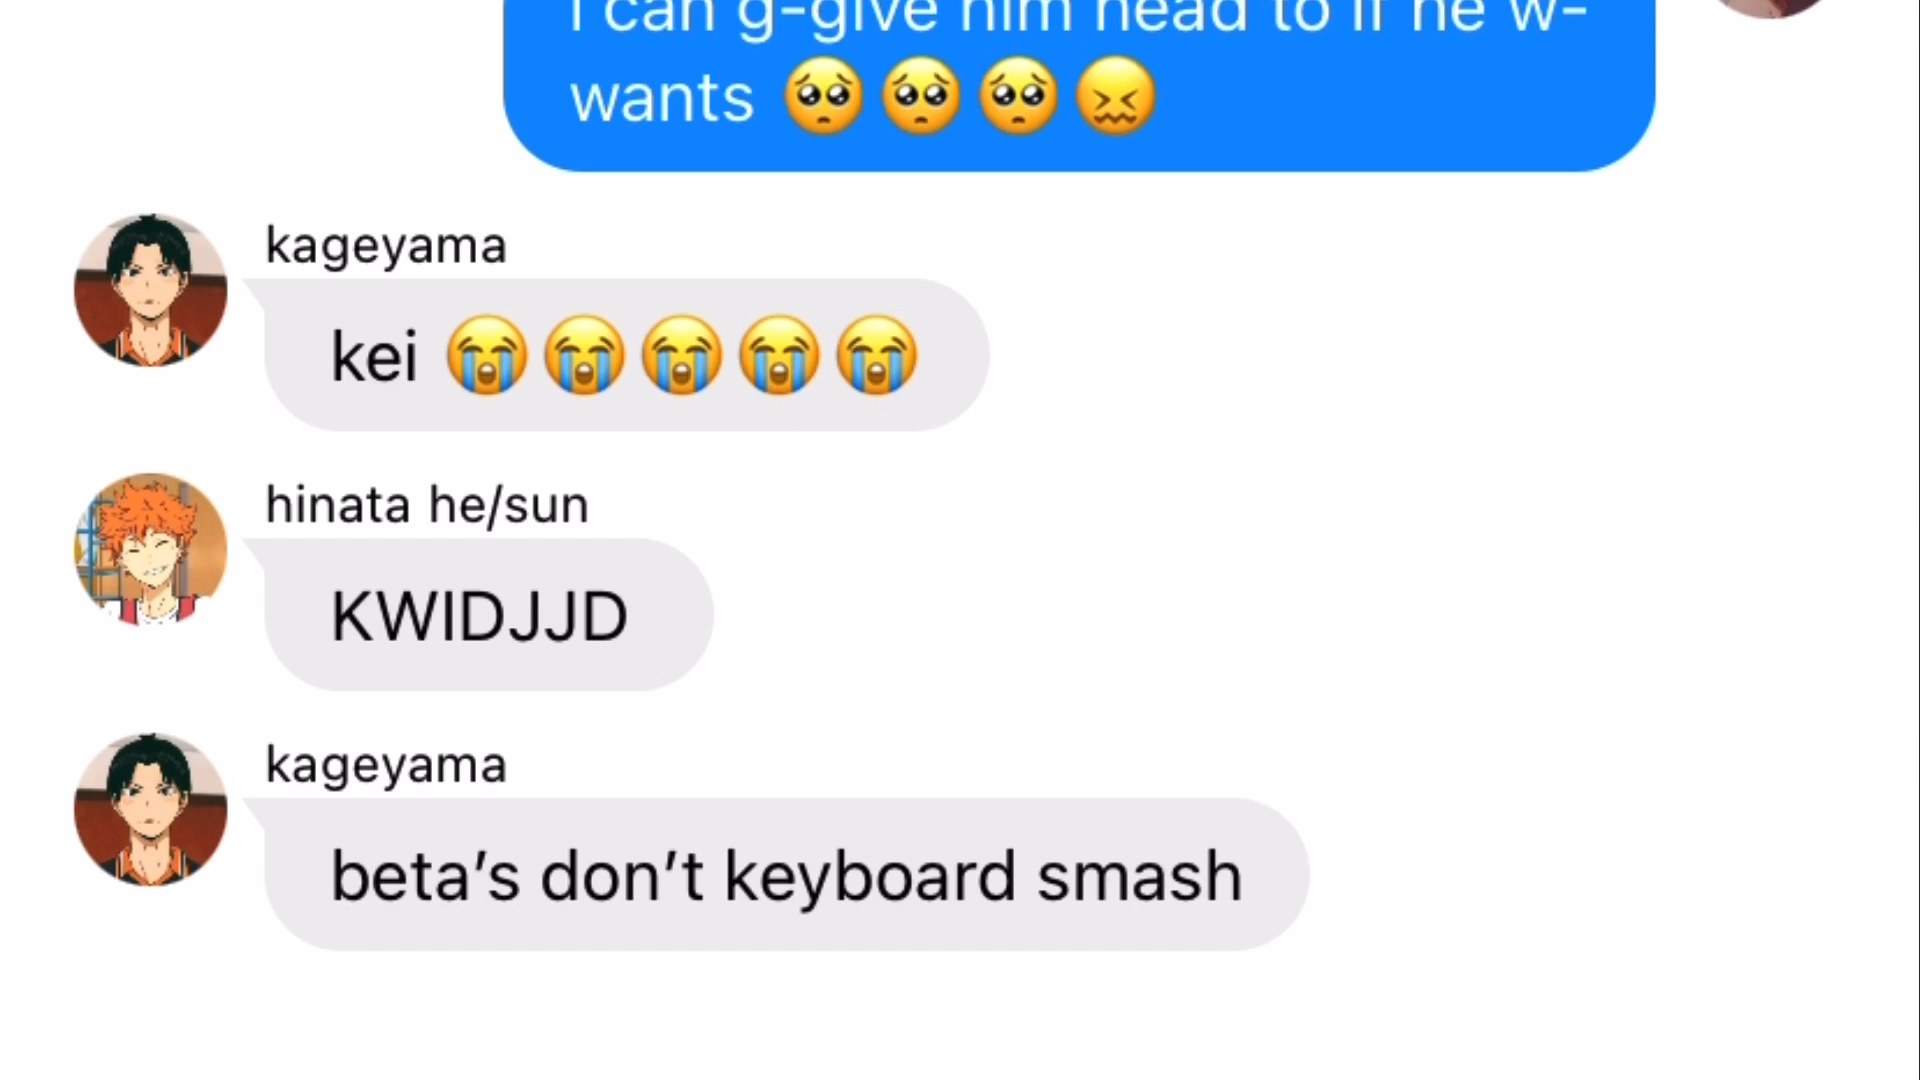 I can g-give him head to if he w-
wants 🥺🥺🥺😖
kageyama
kei 😭😭😭😭😭
hinata he/sun
KWIDJJD
kageyama
beta’s don’t keyboard smash